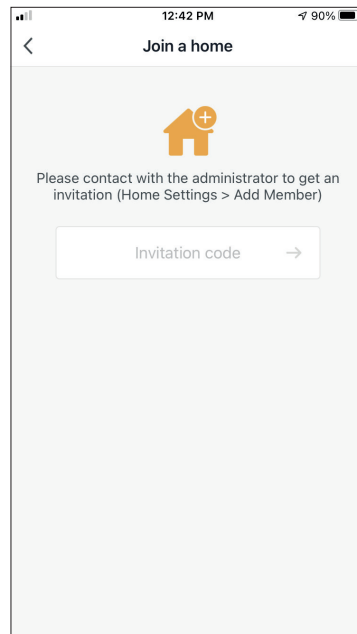 12:42 PM 90%
Join a home
Please contact with the administrator to get an
invitation (Home Settings > Add Member)
Invitation code